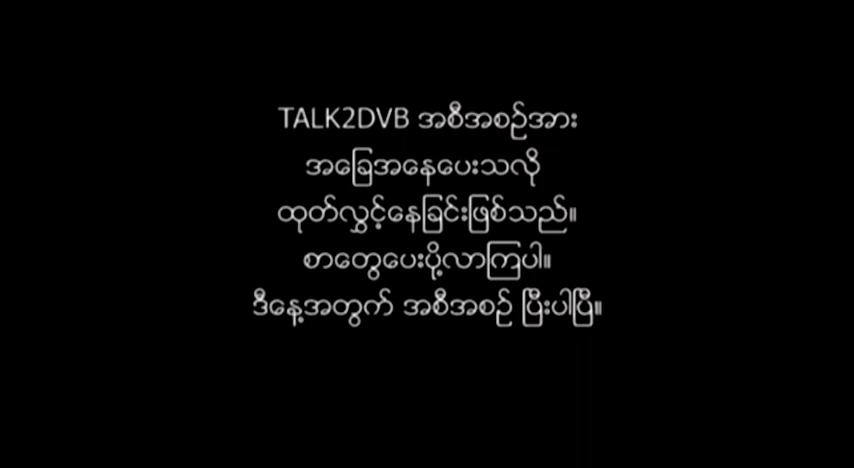 TALK2DVB အစီအစဉ်အား
အခြေအနေပေးသလို
ထုတ်လွှင့်နေခြင်းဖြစ်သည်။
စာတွေပေးပို့လာကြပါ။
ဒီနေ့အတွက် အစီအစဉ် ပြီးပါပြီ။